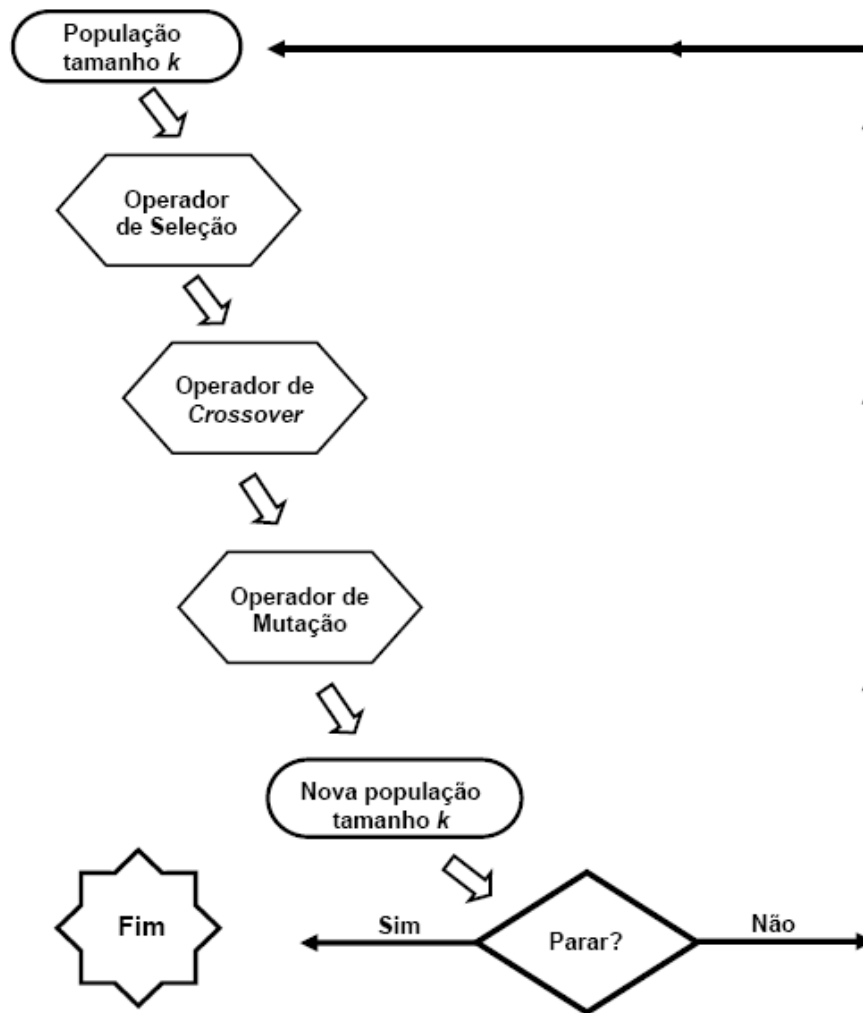 População
tamanho k
Operador
de Seleção
Operador de
Crossover
Operador de
Mutação
Nova população
tamanho k
Fim
Sim
Parar?
Não